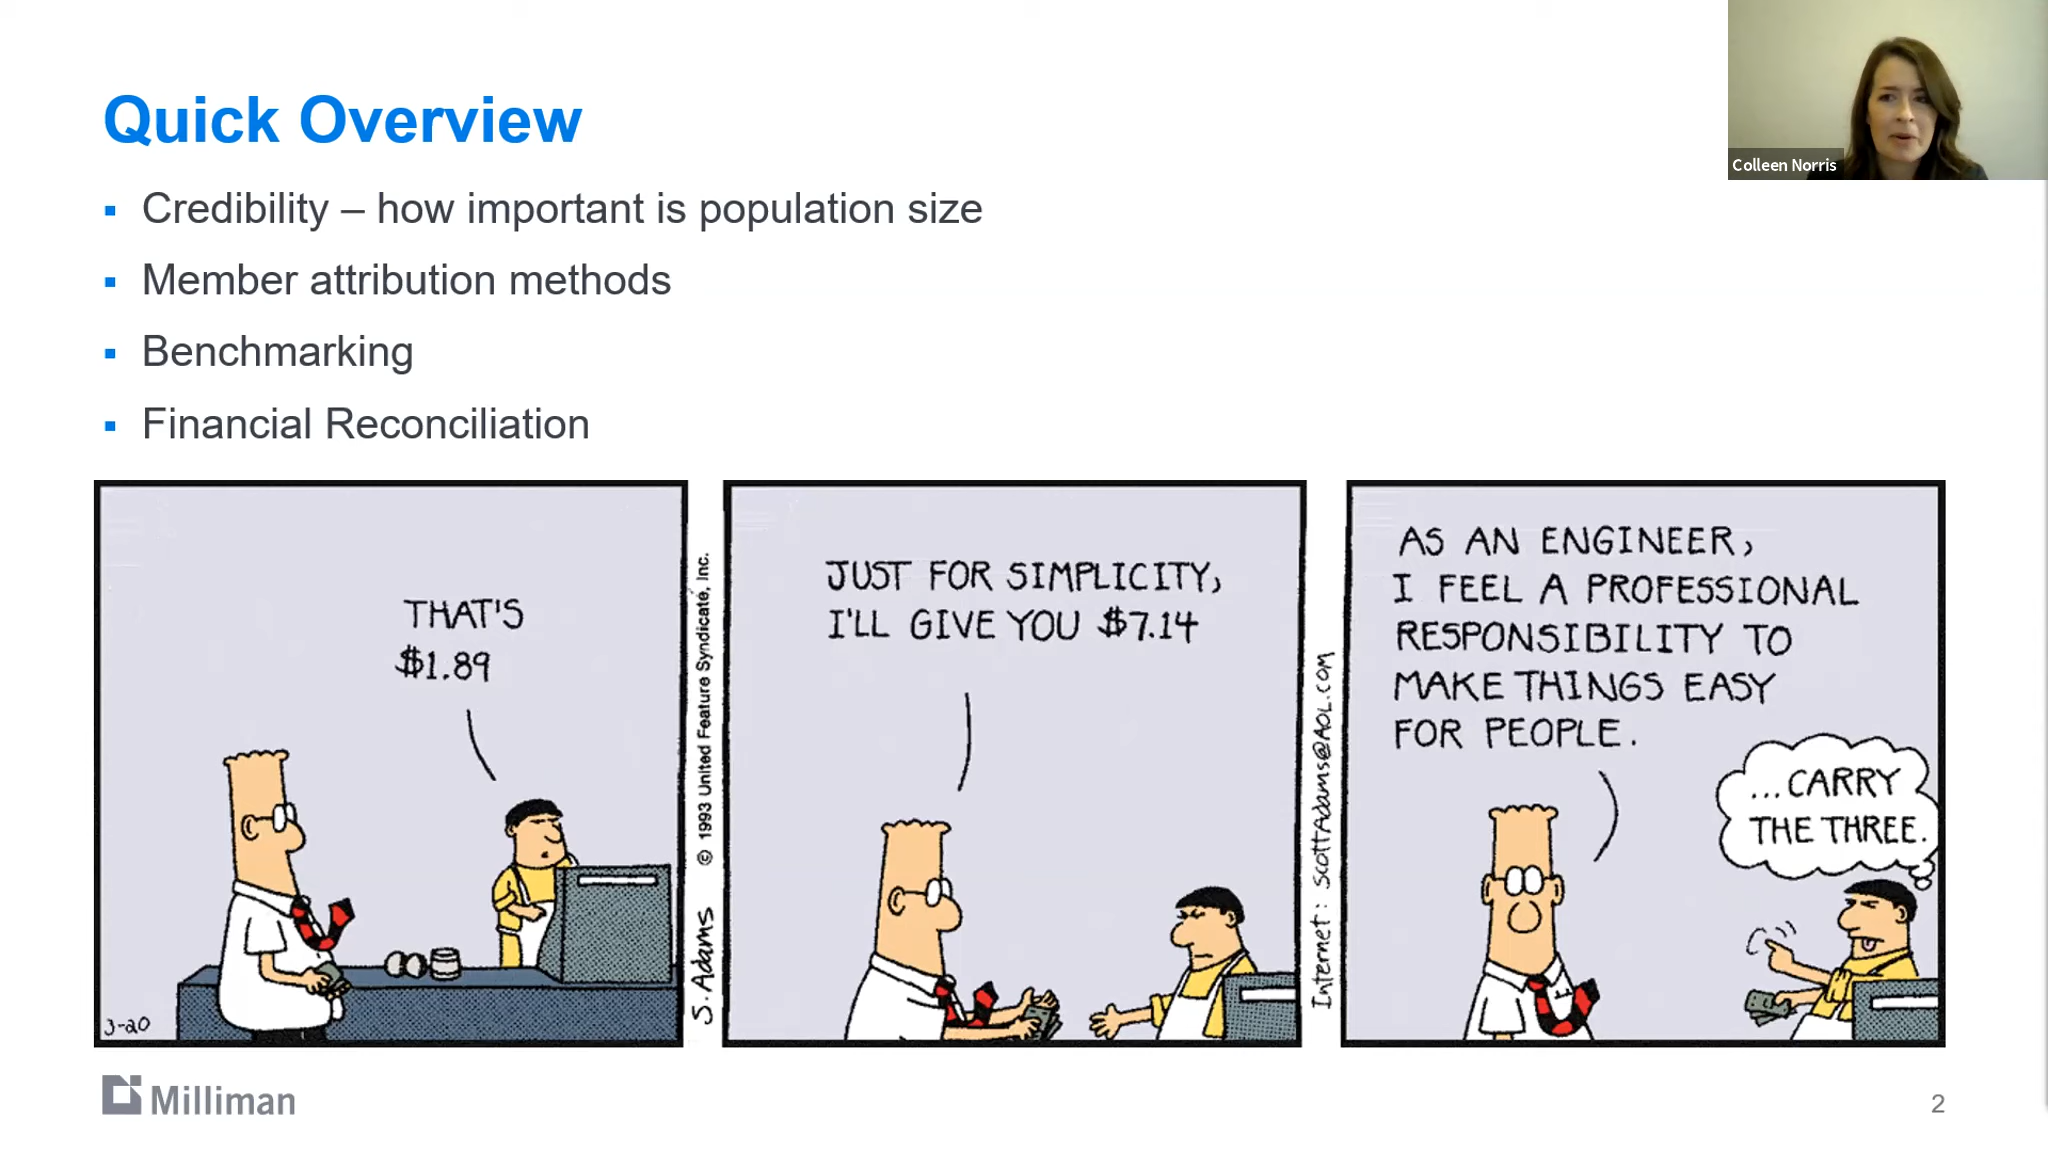 Quick Overview
Colleen Norris
▪ Credibility – how important is population size
▪ Member attribution methods
▪ Benchmarking
▪ Financial Reconciliation
THAT'S
$1.89
3-20
S. Adams © 1993 United Feature Syndicate, Inc.
JUST FOR SIMPLICITY,
I'LL GIVE YOU $7.14
Internet: ScottAdams@AOL.COM
AS AN ENGINEER,
I FEEL A PROFESSIONAL
RESPONSIBILITY TO
MAKE THINGS EASY
FOR PEOPLE.
...CARRY
THE THREE.
Milliman
2